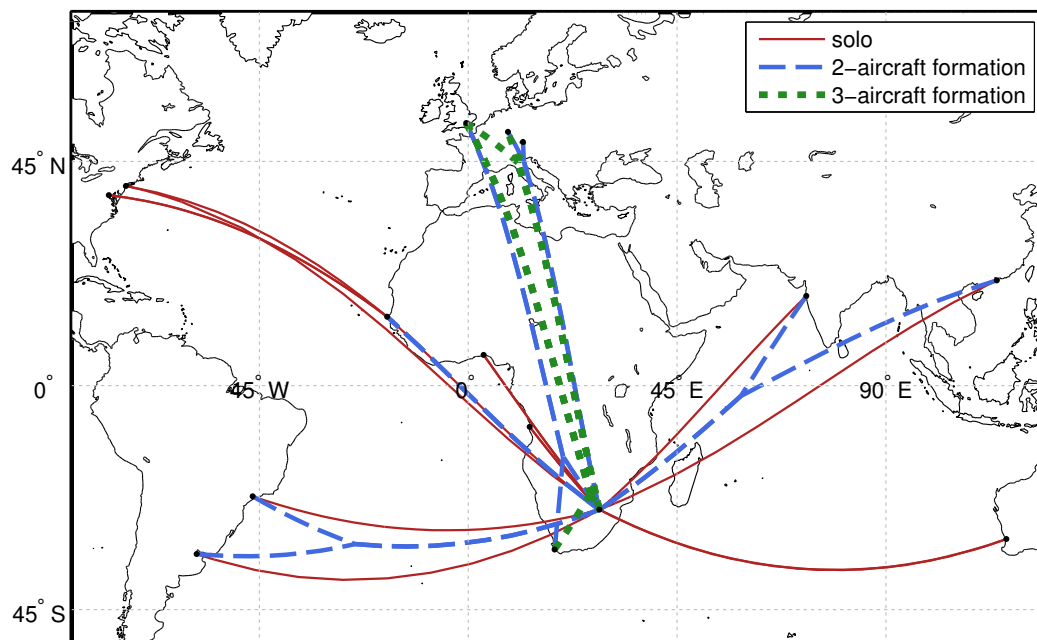 solo
2−aircraft formation
3−aircraft formation
45° N
0°
45° W
0°
45° E
90° E
45° S